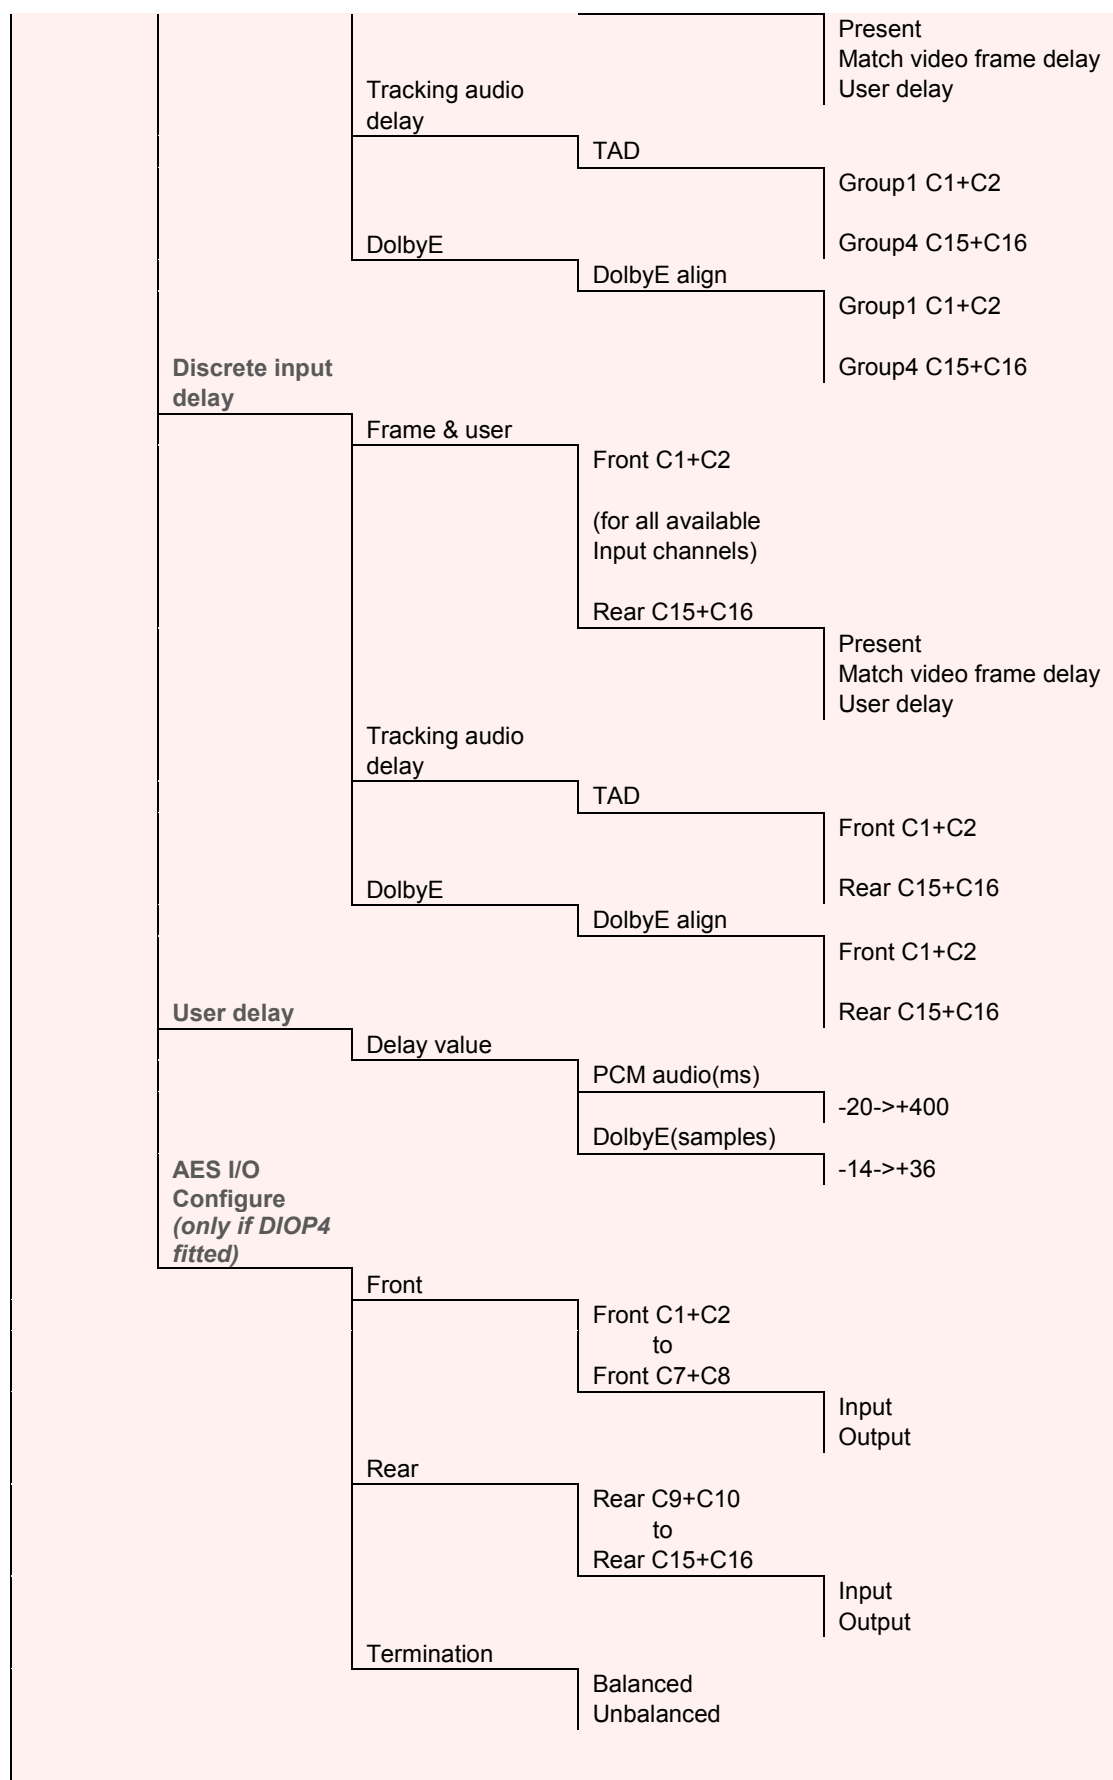 Present
Match video frame delay
User delay
Tracking audio
delay
TAD
Group1 C1+C2
Group4 C15+C16
DolbyE
DolbyE align
Group1 C1+C2
Group4 C15+C16
Discrete input
delay
Frame & user
Front C1+C2
(for all available
Input channels)
Rear C15+C16
Present
Match video frame delay
User delay
Tracking audio
delay
TAD
Front C1+C2
Rear C15+C16
DolbyE
DolbyE align
Front C1+C2
Rear C15+C16
User delay
Delay value
PCM audio(ms)
-20->+400
DolbyE(samples)
-14->+36
AES I/O
Configure
(only if DIOP4
fitted)
Front
Front C1+C2
to
Front C7+C8
Input
Output
Rear
Rear C9+C10
to
Rear C15+C16
Input
Output
Termination
Balanced
Unbalanced